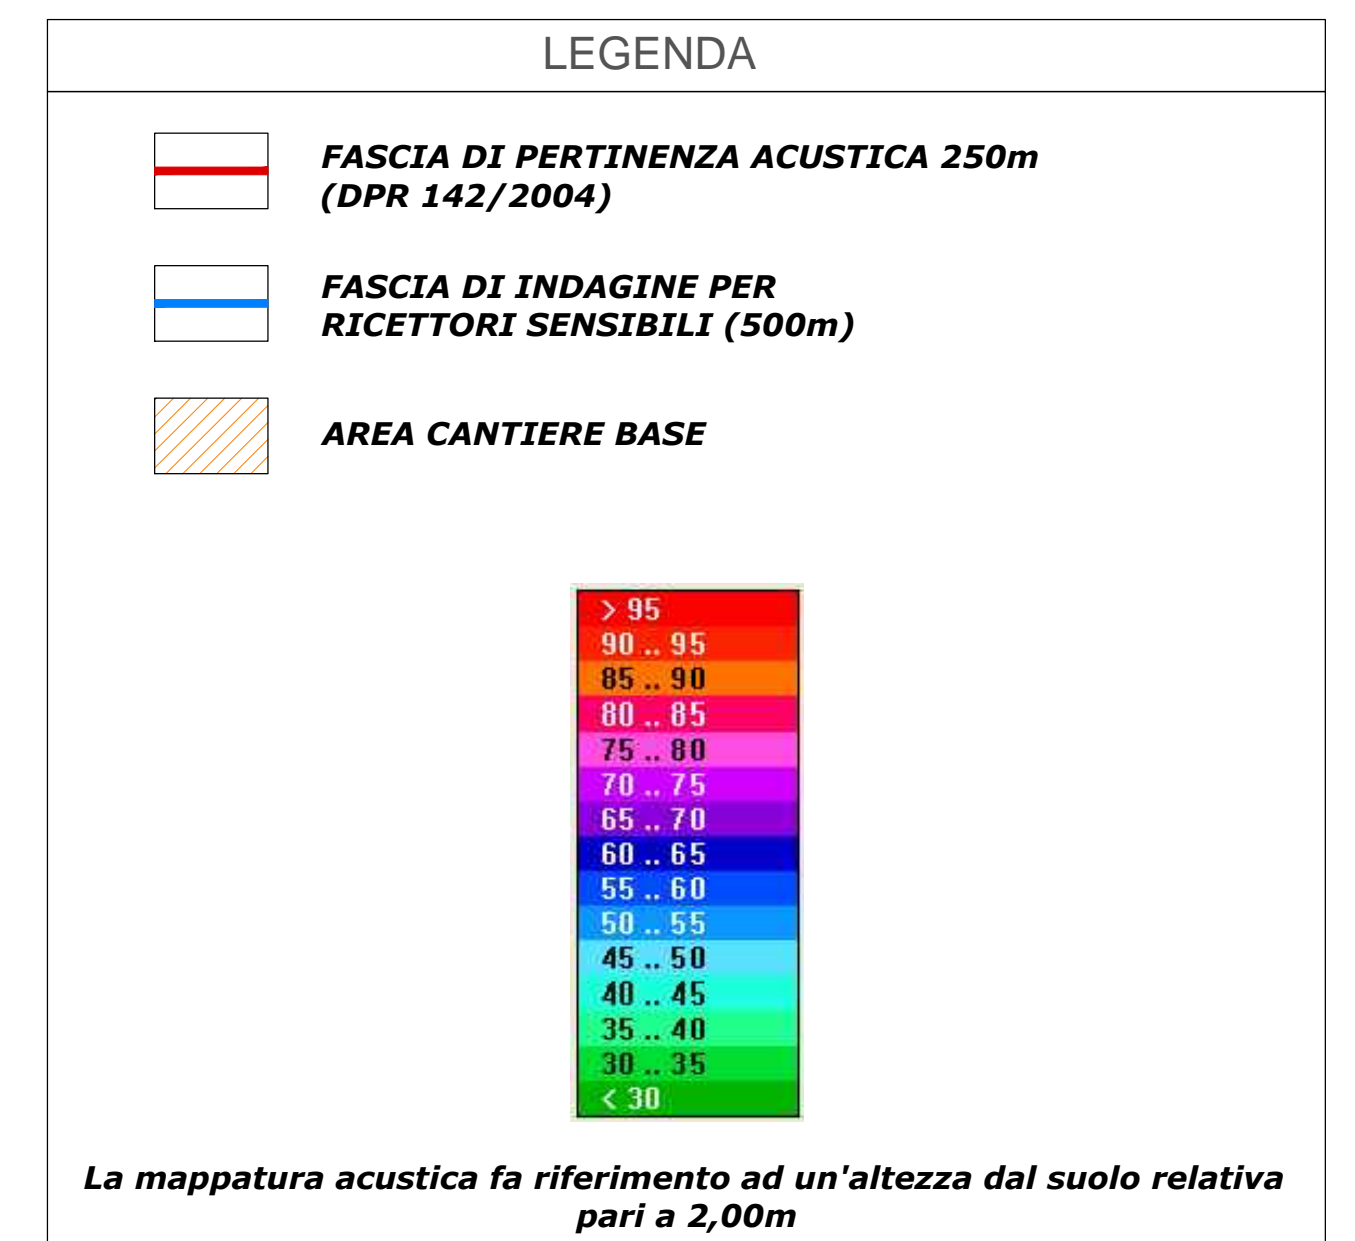 LEGENDA
FASCIA DI PERTINENZA ACUSTICA 250m
(DPR 142/2004)
FASCIA DI INDAGINE PER
RICETTORI SENSIBILI (500m)
AREA CANTIERE BASE
> 95
90 .. 95
85 .. 90
80 .. 85
75 .. 80
70 .. 75
65 .. 70
60 .. 65
55 .. 60
50 .. 55
45 .. 50
40 .. 45
35 .. 40
30 .. 35
< 30
La mappatura acustica fa riferimento ad un'altezza dal suolo relativa
pari a 2,00m